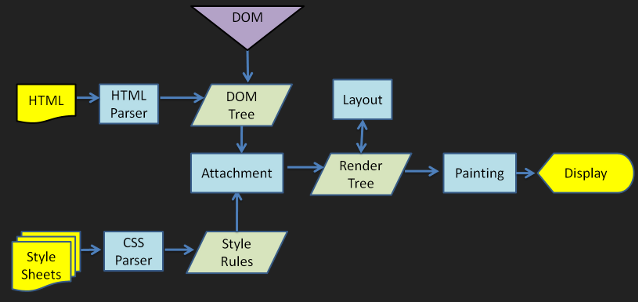 DOM
HTML
HTML
Parser
DOM
Tree
Layout
Attachment
Render
Tree
Painting
Display
Style
Sheets
CSS
Parser
Style
Rules